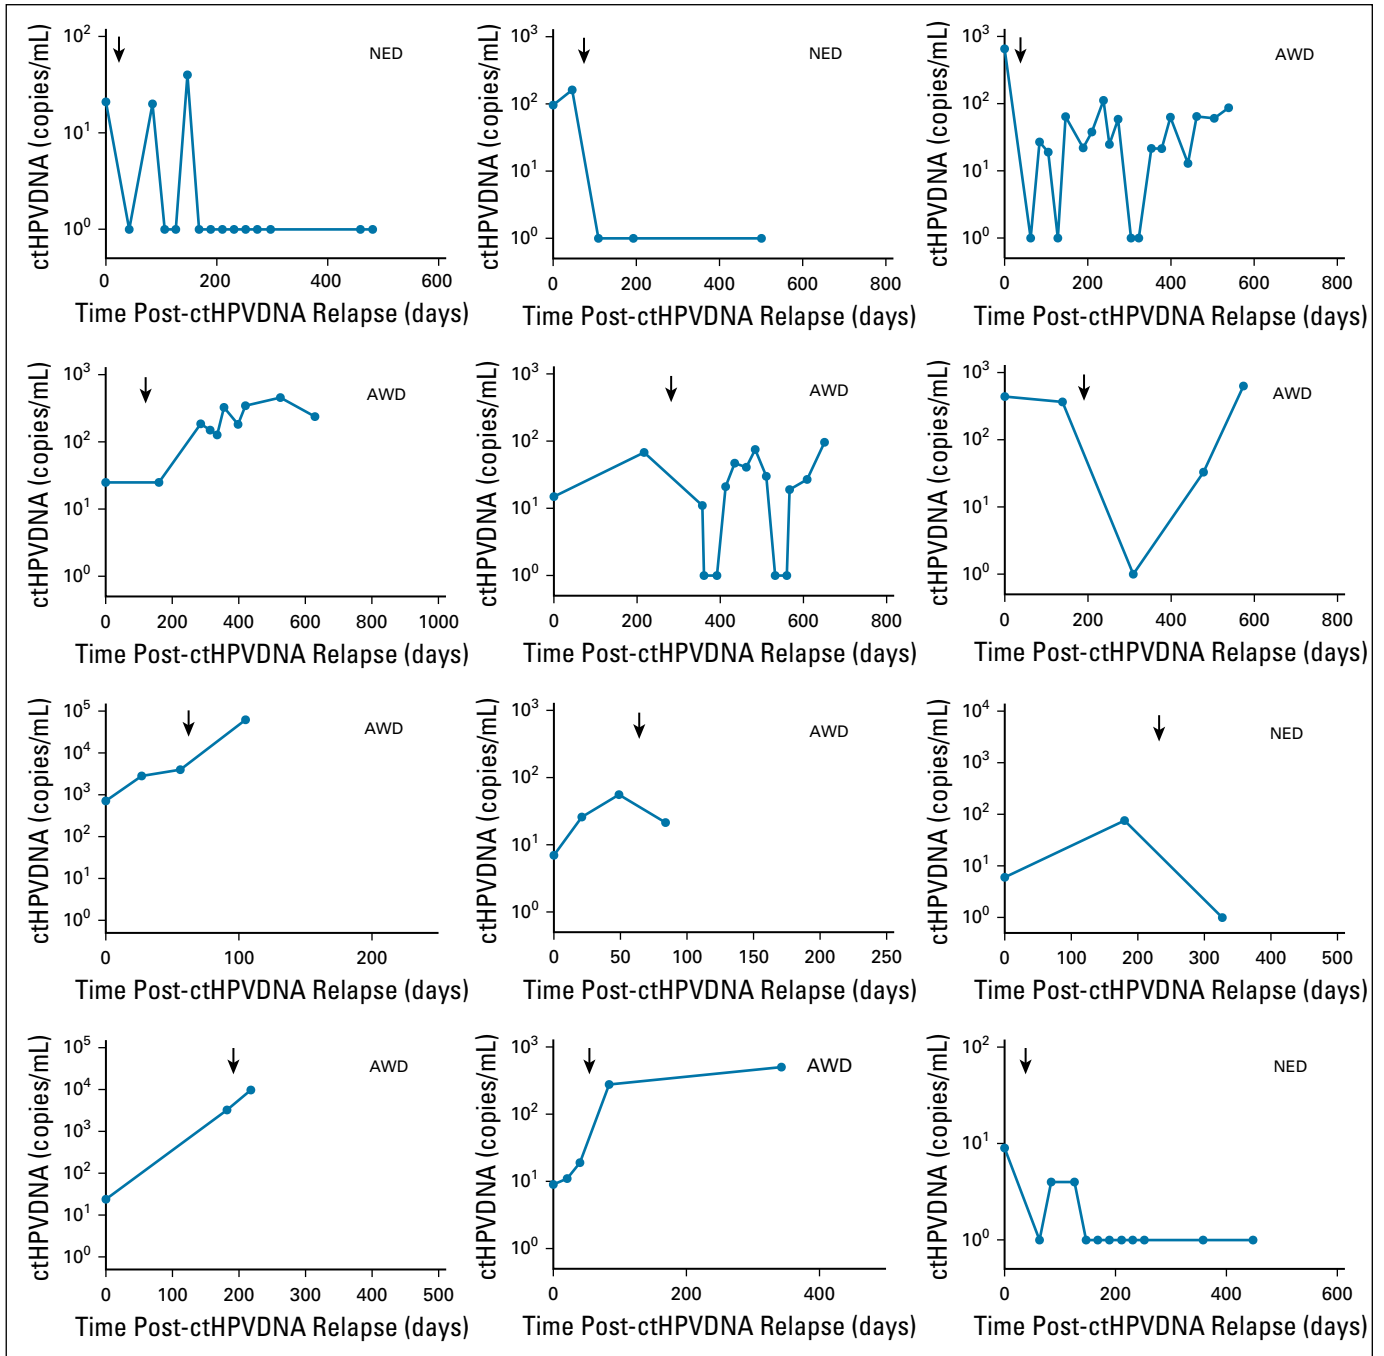 ctHPVDNA (copies/mL)
10²
10¹
10⁰
NED
0 200 400 600
Time Post-ctHPVDNA Relapse (days)
ctHPVDNA (copies/mL)
10³
10²
10¹
10⁰
NED
0 200 400 600 800
Time Post-ctHPVDNA Relapse (days)
ctHPVDNA (copies/mL)
10³
10²
10¹
10⁰
AWD
0 200 400 600 800
Time Post-ctHPVDNA Relapse (days)
ctHPVDNA (copies/mL)
10³
10²
10¹
10⁰
AWD
0 200 400 600 800 1000
Time Post-ctHPVDNA Relapse (days)
ctHPVDNA (copies/mL)
10³
10²
10¹
10⁰
AWD
0 200 400 600 800
Time Post-ctHPVDNA Relapse (days)
ctHPVDNA (copies/mL)
10³
10²
10¹
10⁰
AWD
0 200 400 600 800
Time Post-ctHPVDNA Relapse (days)
ctHPVDNA (copies/mL)
10⁵
10⁴
10³
10²
10¹
10⁰
AWD
0 100 200
Time Post-ctHPVDNA Relapse (days)
ctHPVDNA (copies/mL)
10³
10²
10¹
10⁰
AWD
0 50 100 150 200 250
Time Post-ctHPVDNA Relapse (days)
ctHPVDNA (copies/mL)
10⁴
10³
10²
10¹
10⁰
NED
0 100 200 300 400 500
Time Post-ctHPVDNA Relapse (days)
ctHPVDNA (copies/mL)
10⁵
10⁴
10³
10²
10¹
10⁰
AWD
0 100 200 300 400 500
Time Post-ctHPVDNA Relapse (days)
ctHPVDNA (copies/mL)
10³
10²
10¹
10⁰
AWD
0 200 400
Time Post-ctHPVDNA Relapse (days)
ctHPVDNA (copies/mL)
10²
10¹
10⁰
NED
0 200 400 600
Time Post-ctHPVDNA Relapse (days)